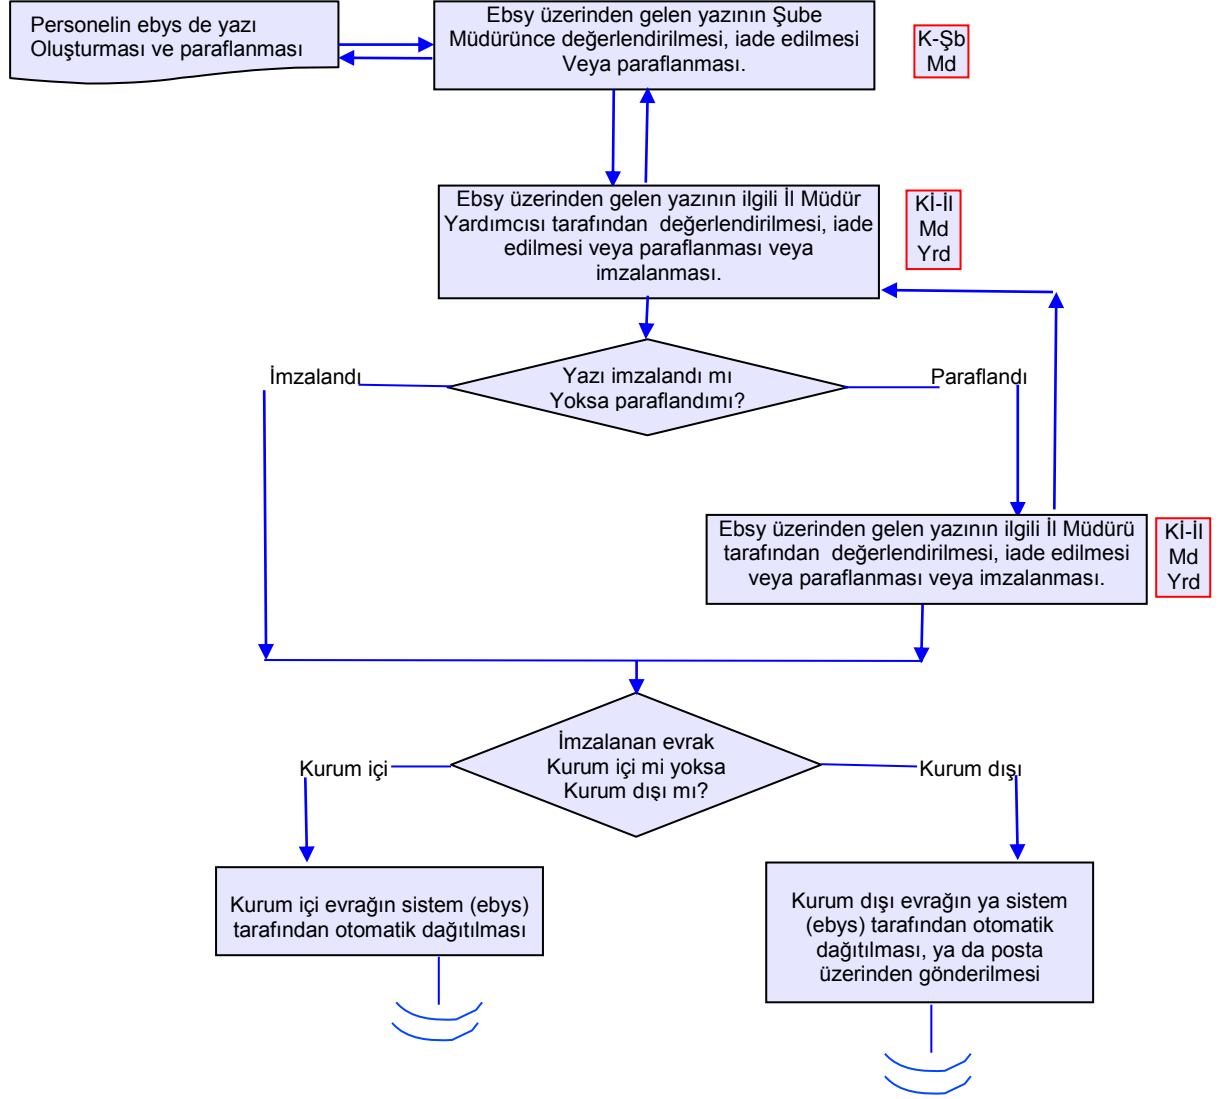 Personelin ebys de yazı
Oluşturması ve paraflanması
Ebsy üzerinden gelen yazının Şube
Müdürünce değerlendirilmesi, iade edilmesi
Veya paraflanması.
K-Şb
Md
Ebsy üzerinden gelen yazının ilgili İl Müdür
Yardımcısı tarafından  değerlendirilmesi, iade
edilmesi veya paraflanması veya
imzalanması.
Kİ-İl
Md
Yrd
İmzalandı
Yazı imzalandı mı
Yoksa paraflandımı?
Paraflandı
Ebsy üzerinden gelen yazının ilgili İl Müdürü
tarafından  değerlendirilmesi, iade edilmesi
veya paraflanması veya imzalanması.
Kİ-İl
Md
Yrd
İmzalanan evrak
Kurum içi mi yoksa
Kurum dışı mı?
Kurum içi
Kurum dışı
Kurum içi evrağın sistem (ebys)
tarafından otomatik dağıtılması
Kurum dışı evrağın ya sistem
(ebys) tarafından otomatik
dağıtılması, ya da posta
üzerinden gönderilmesi